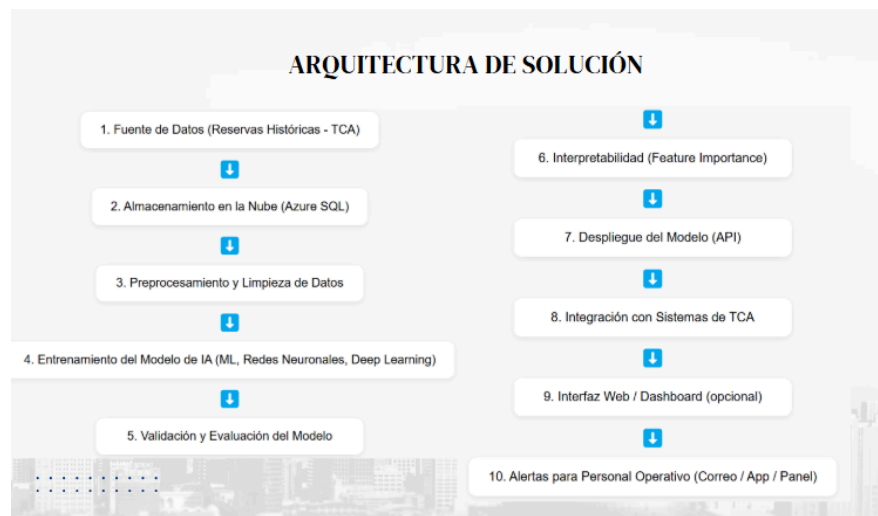 ARQUITECTURA DE SOLUCIÓN
1. Fuente de Datos (Reservas Históricas - TCA)
2. Almacenamiento en la Nube (Azure SQL)
3. Preprocesamiento y Limpieza de Datos
4. Entrenamiento del Modelo de IA (ML, Redes Neuronales, Deep Learning)
5. Validación y Evaluación del Modelo
6. Interpretabilidad (Feature Importance)
7. Despliegue del Modelo (API)
8. Integración con Sistemas de TCA
9. Interfaz Web / Dashboard (opcional)
10. Alertas para Personal Operativo (Correo / App / Panel)